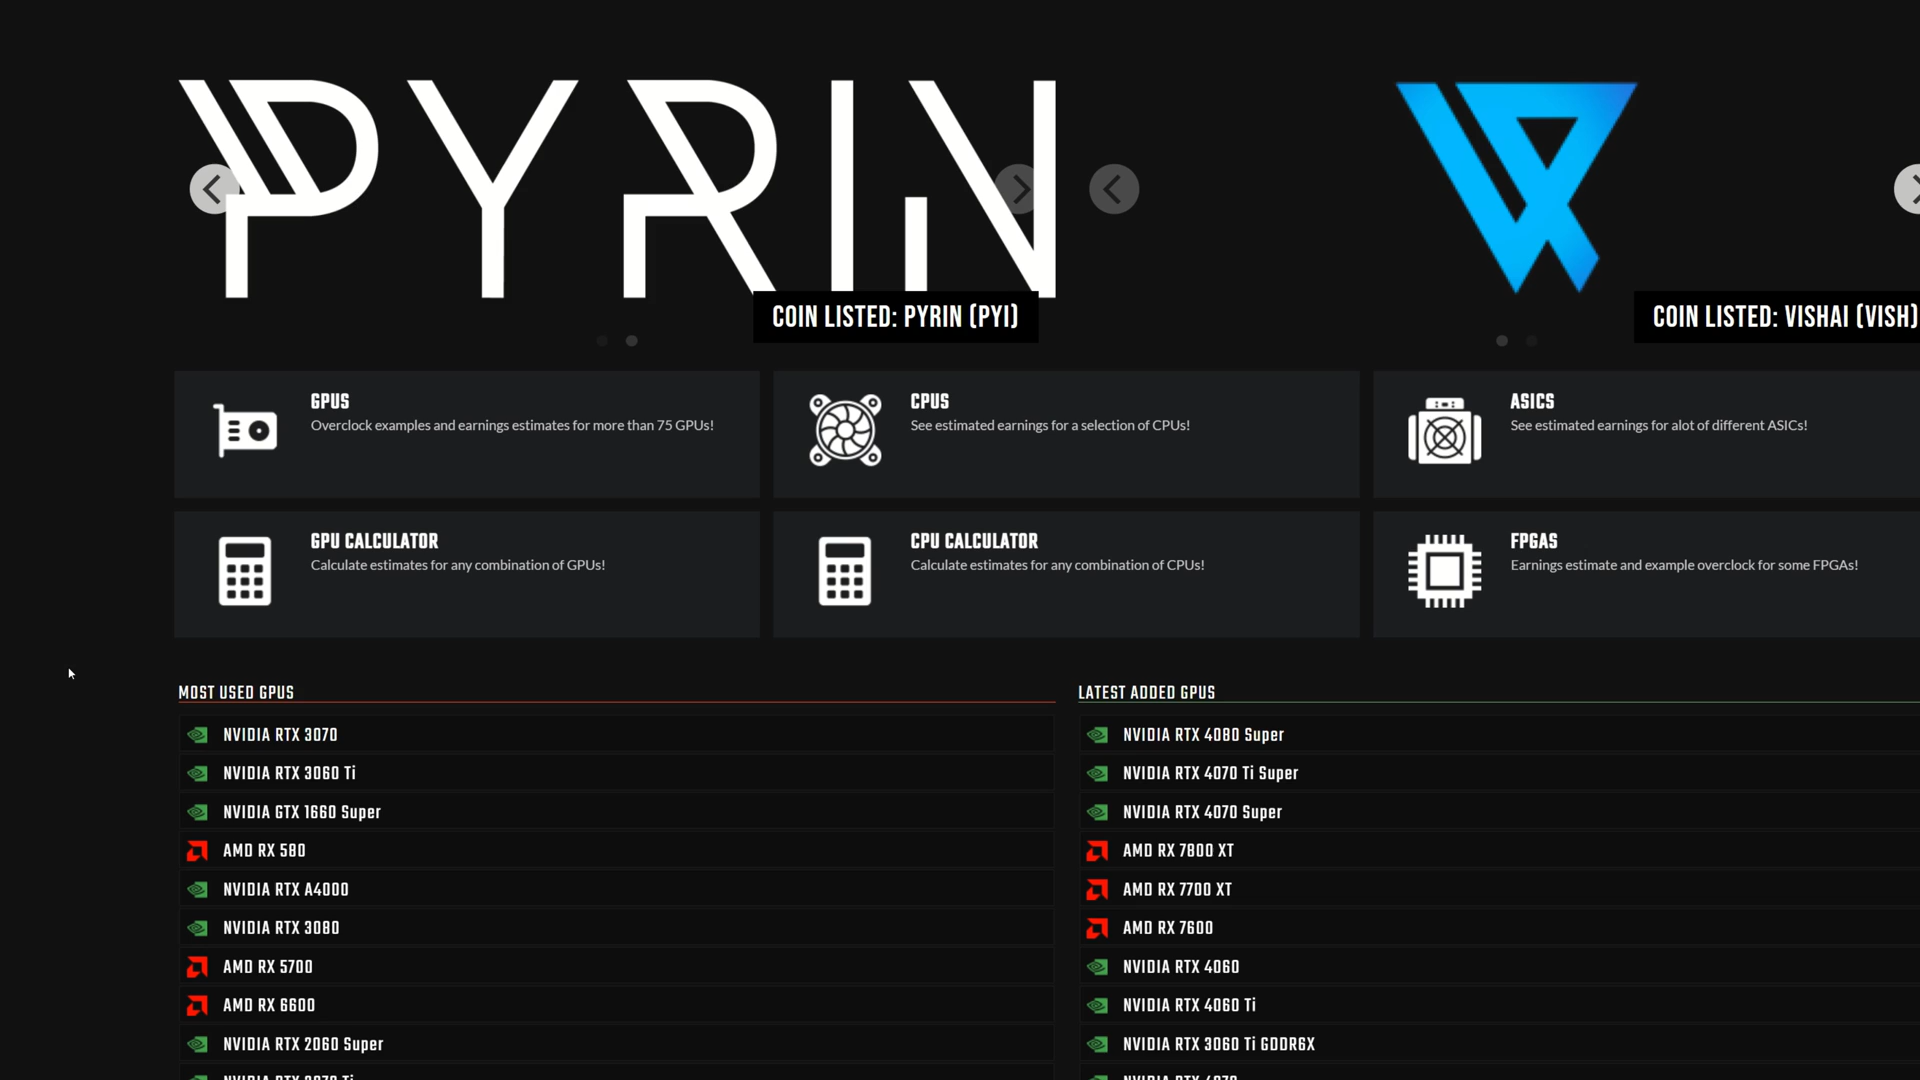 PYRIN
COIN LISTED: PYRIN (PYI)
COIN LISTED: VISHAI (VISH)
GPUS
Overclock examples and earnings estimates for more than 75 GPUs!
CPUS
See estimated earnings for a selection of CPUs!
ASICS
See estimated earnings for alot of different ASICs!
GPU CALCULATOR
Calculate estimates for any combination of GPUs!
CPU CALCULATOR
Calculate estimates for any combination of CPUs!
FPGAS
Earnings estimate and example overclock for some FPGAs!
MOST USED GPUS
NVIDIA RTX 3070
NVIDIA RTX 3060 Ti
NVIDIA GTX 1660 Super
AMD RX 580
NVIDIA RTX A4000
NVIDIA RTX 3080
AMD RX 5700
AMD RX 6600
NVIDIA RTX 2060 Super
LATEST ADDED GPUS
NVIDIA RTX 4080 Super
NVIDIA RTX 4070 Ti Super
NVIDIA RTX 4070 Super
AMD RX 7800 XT
AMD RX 7700 XT
AMD RX 7600
NVIDIA RTX 4060
NVIDIA RTX 4060 Ti
NVIDIA RTX 3060 Ti GDDR6X